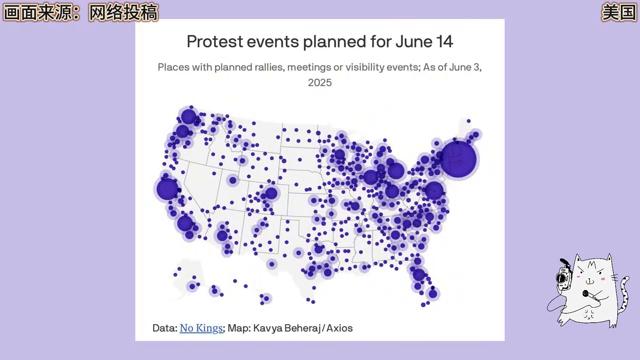 画面来源：网络投稿
美国
Protest events planned for June 14
Places with planned rallies, meetings or visibility events; As of June 3,
2025
Data: No Kings; Map: Kavya Beheraj/Axios